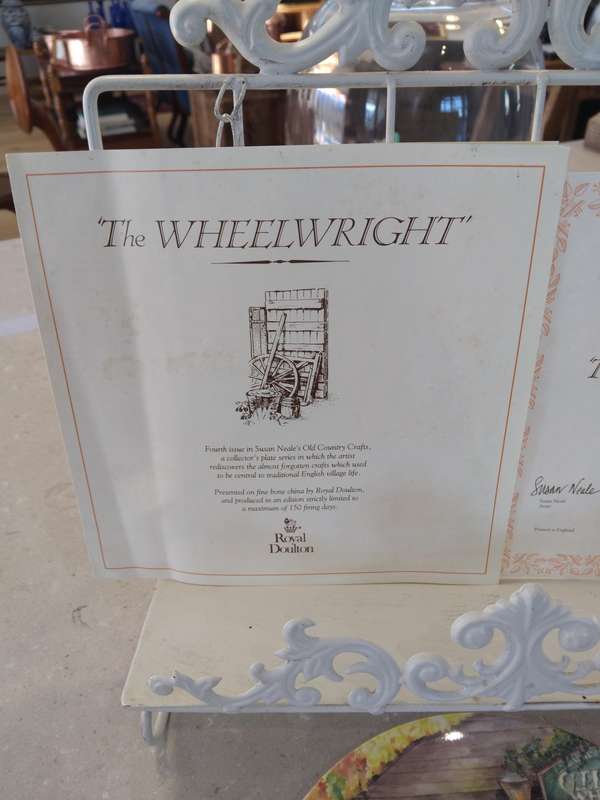 'The WHEELWRIGHT'
Fourth issue in Susan Neale's Old Country Crafts,
a collector's plate series in which the artist
rediscovers the almost forgotten crafts which used
to be central to traditional English village life.
Presented on fine bone china by Royal Doulton,
and produced in an edition strictly limited to
a maximum of 150 firing days.
Royal
Doulton
Susan Neale
Susan Neale
Artist
Printed in England